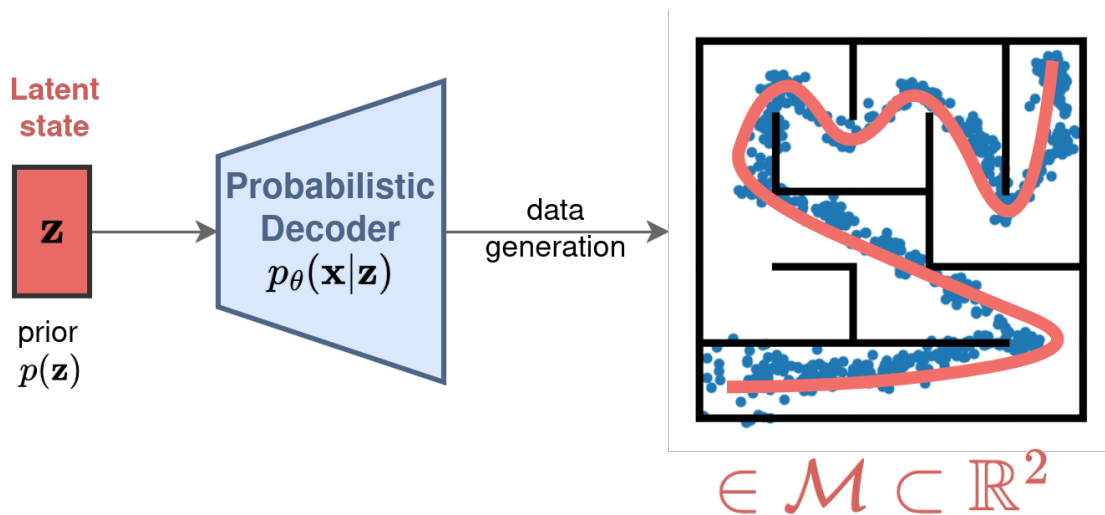 Latent
state
z
prior
p(z)
Probabilistic
Decoder
pθ(x|z)
data
generation
∈ ℳ ⊂ ℝ²